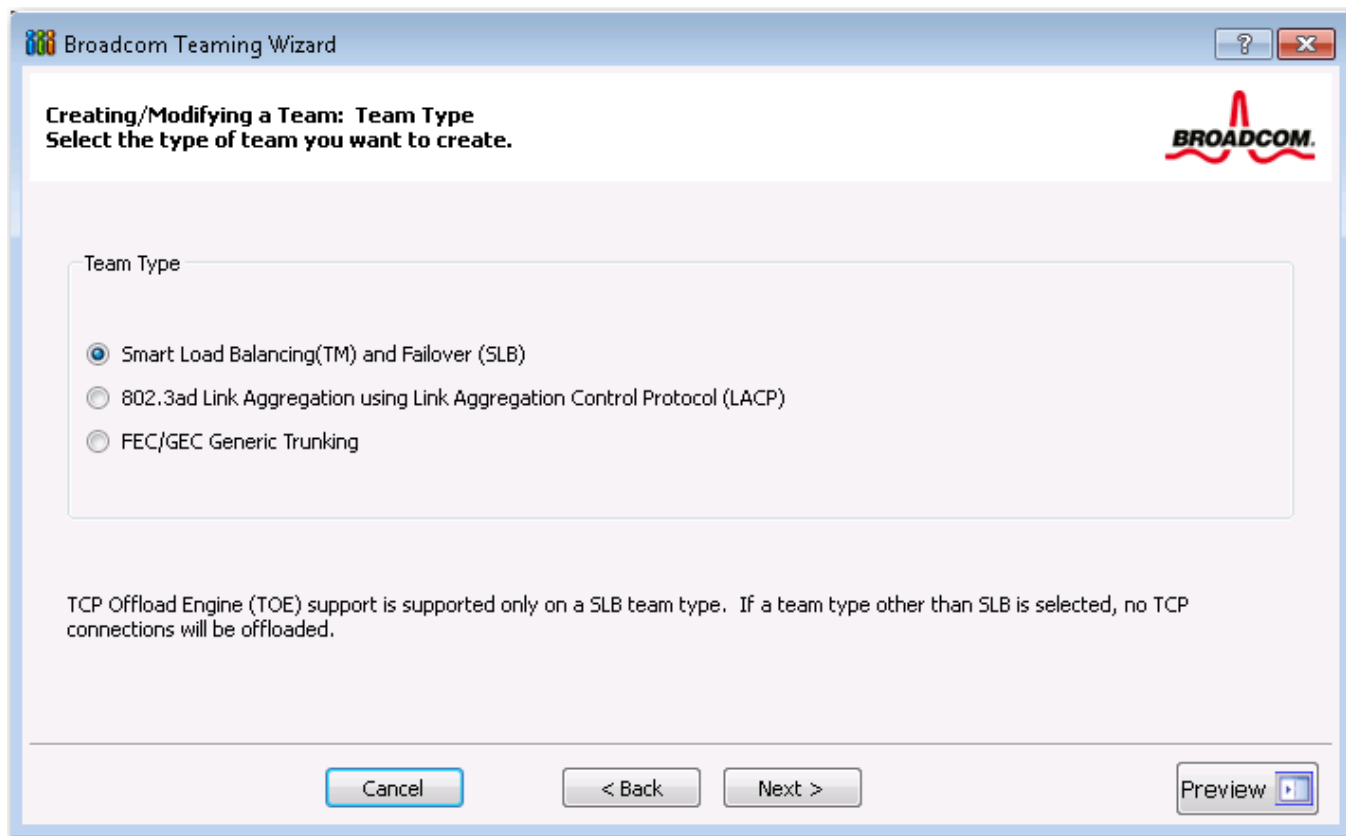 Broadcom Teaming Wizard
Creating/Modifying a Team: Team Type
Select the type of team you want to create.
BROADCOM.
Team Type
Smart Load Balancing(TM) and Failover (SLB)
802.3ad Link Aggregation using Link Aggregation Control Protocol (LACP)
FEC/GEC Generic Trunking
TCP Offload Engine (TOE) support is supported only on a SLB team type. If a team type other than SLB is selected, no TCP
connections will be offloaded.
Cancel
< Back
Next >
Preview